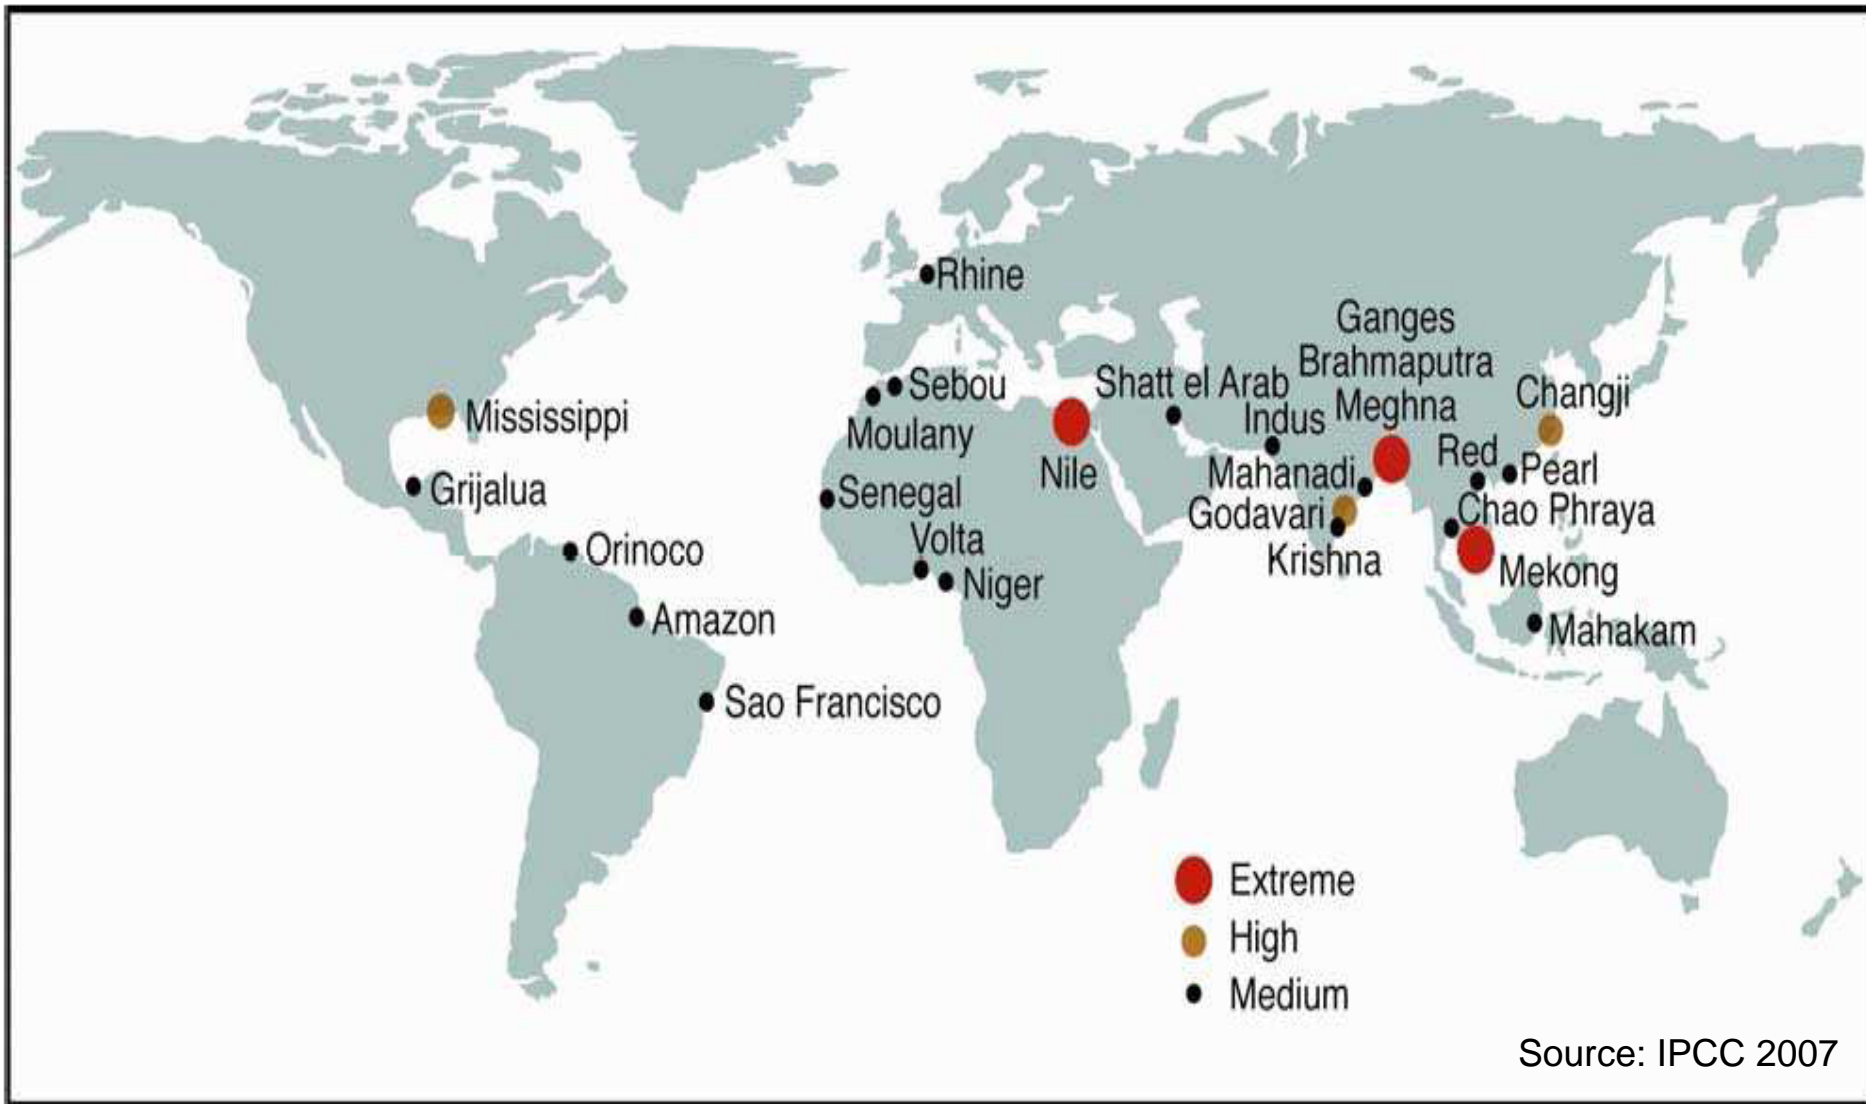 Rhine
Ganges
Brahmaputra
Meghna
Shatt el Arab
Sebou
Moulany
Indus
Changji
Mississippi
Nile
Red
Pearl
Mahanadi
Grijalua
Senegal
Godavari
Chao Phraya
Volta
Krishna
Orinoco
Niger
Mekong
Amazon
Mahakam
Sao Francisco
Extreme
High
Medium
Source: IPCC 2007